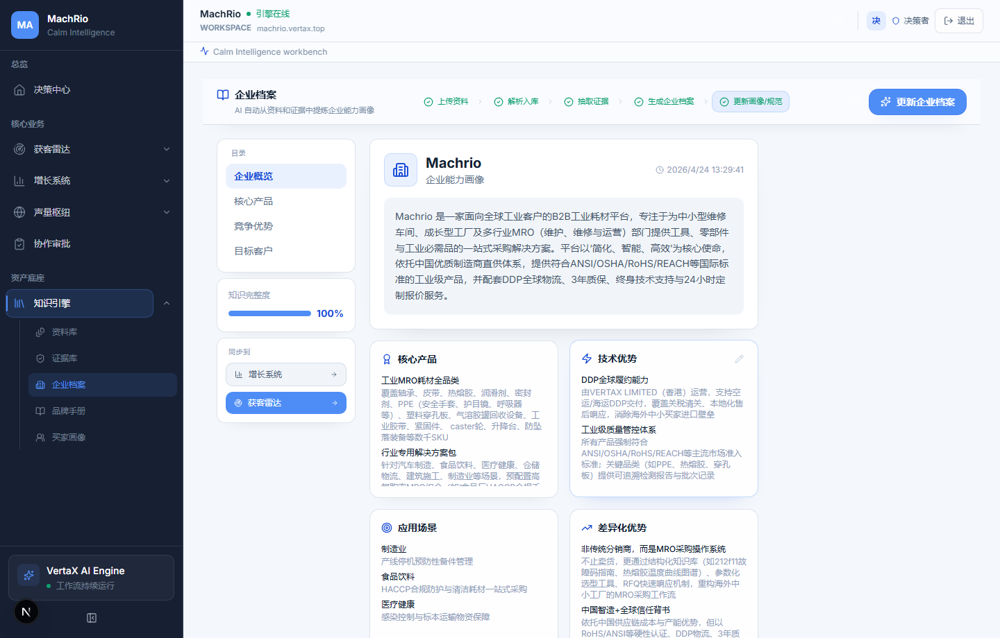 MA
MachRio
Calm Intelligence
总览
决策中心
核心业务
获客雷达
增长系统
声量枢纽
协作审批
资产底座
知识引擎
资料库
证据库
企业档案
品牌手册
买家画像
VertaX AI Engine
工作流持续运行
N
MachRio
引擎在线
WORKSPACE machrio.vertax.top
决
决策者
退出
Calm Intelligence workbench
企业档案
AI 自动从资料和证据中提炼企业能力画像
上传资料
解析入库
抽取证据
生成企业档案
更新画像/规范
更新企业档案
目录
企业概览
核心产品
竞争优势
目标客户
知识完整度
100%
同步到
增长系统
获客雷达
Machrio
企业能力画像
2026/4/24 13:29:41
Machrio 是一家面向全球工业客户的B2B工业耗材平台，专注于为中小型维修
车间、成长型工厂及多行业MRO（维护、维修与运营）部门提供工具、零部件
与工业必需品的一站式采购解决方案。平台以‘简化、智能、高效’为核心使命，
依托中国优质制造商直供体系，提供符合ANSI/OSHA/RoHS/REACH等国际标
准的工业级产品，并配套DDP全球物流、3年质保、终身技术支持与24小时定
制报价服务。
核心产品
工业MRO耗材全品类
覆盖轴承、皮带、热熔胶、润滑剂、密封
剂、PPE（安全手套、护目镜、呼吸器
等）、塑料穿孔板、气溶胶罐回收设备、工
业胶带、紧固件、 caster轮、升降台、防坠
落装备等数千SKU
行业专用解决方案包
针对汽车制造、食品饮料、医疗健康、仓储
物流、建筑施工、制造业等场景，预配置高
技术优势
DDP全球履约能力
由VERTAX LIMITED（香港）运营，支持空
运/海运DDP交付，覆盖关税清关、本地化售
后响应，消除海外中小买家进口壁垒
工业级质量管控体系
所有产品强制符合
ANSI/OSHA/RoHS/REACH等主流市场准入
标准；关键品类（如PPE、热熔胶、穿孔
板）提供可追溯检测报告与批次记录
应用场景
制造业
产线停机预防性备件管理
食品饮料
HACCP合规防护与清洁耗材一站式采购
医疗健康
感染控制与标本运输物资保障
差异化优势
非传统分销商，而是MRO采购操作系统
不止卖货，更通过结构化知识库（如212f11故
障码指南、热熔胶温度曲线图谱）、参数化
选型工具、RFQ快速响应机制，重构海外中
小工厂的MRO采购工作流
中国智造+全球信任背书
依托中国供应链成本与产能优势，但以
RoHS/ANSI等硬性认证、DDP物流、3年质